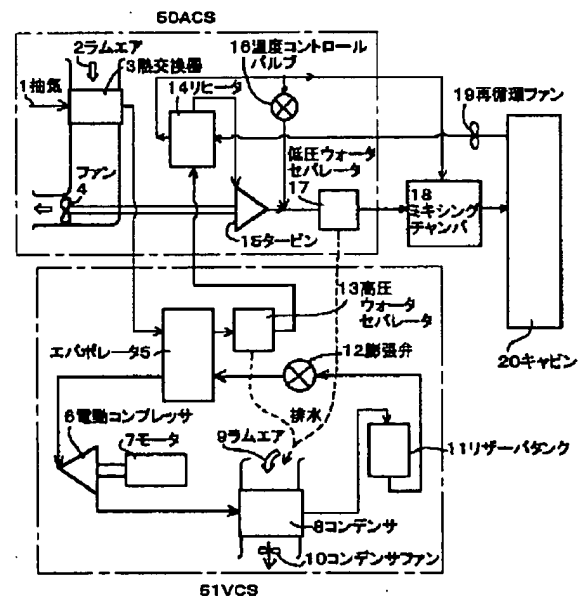 50ACS
2ラムエア
3熱交換器
1抽気
14リヒータ
16温度コントロール
バルブ
19再循環ファン
ファン
4
低圧ウォータ
セパレータ
17
18
ミキシング
チャンバ
15タービン
13高圧
ウォータ
セパレータ
エバポレータ5
12膨張弁
20キャビン
6電動コンプレッサ
7モータ
9ラムエア
排水
11リザーバタンク
8コンデンサ
10コンデンサファン
51VCS